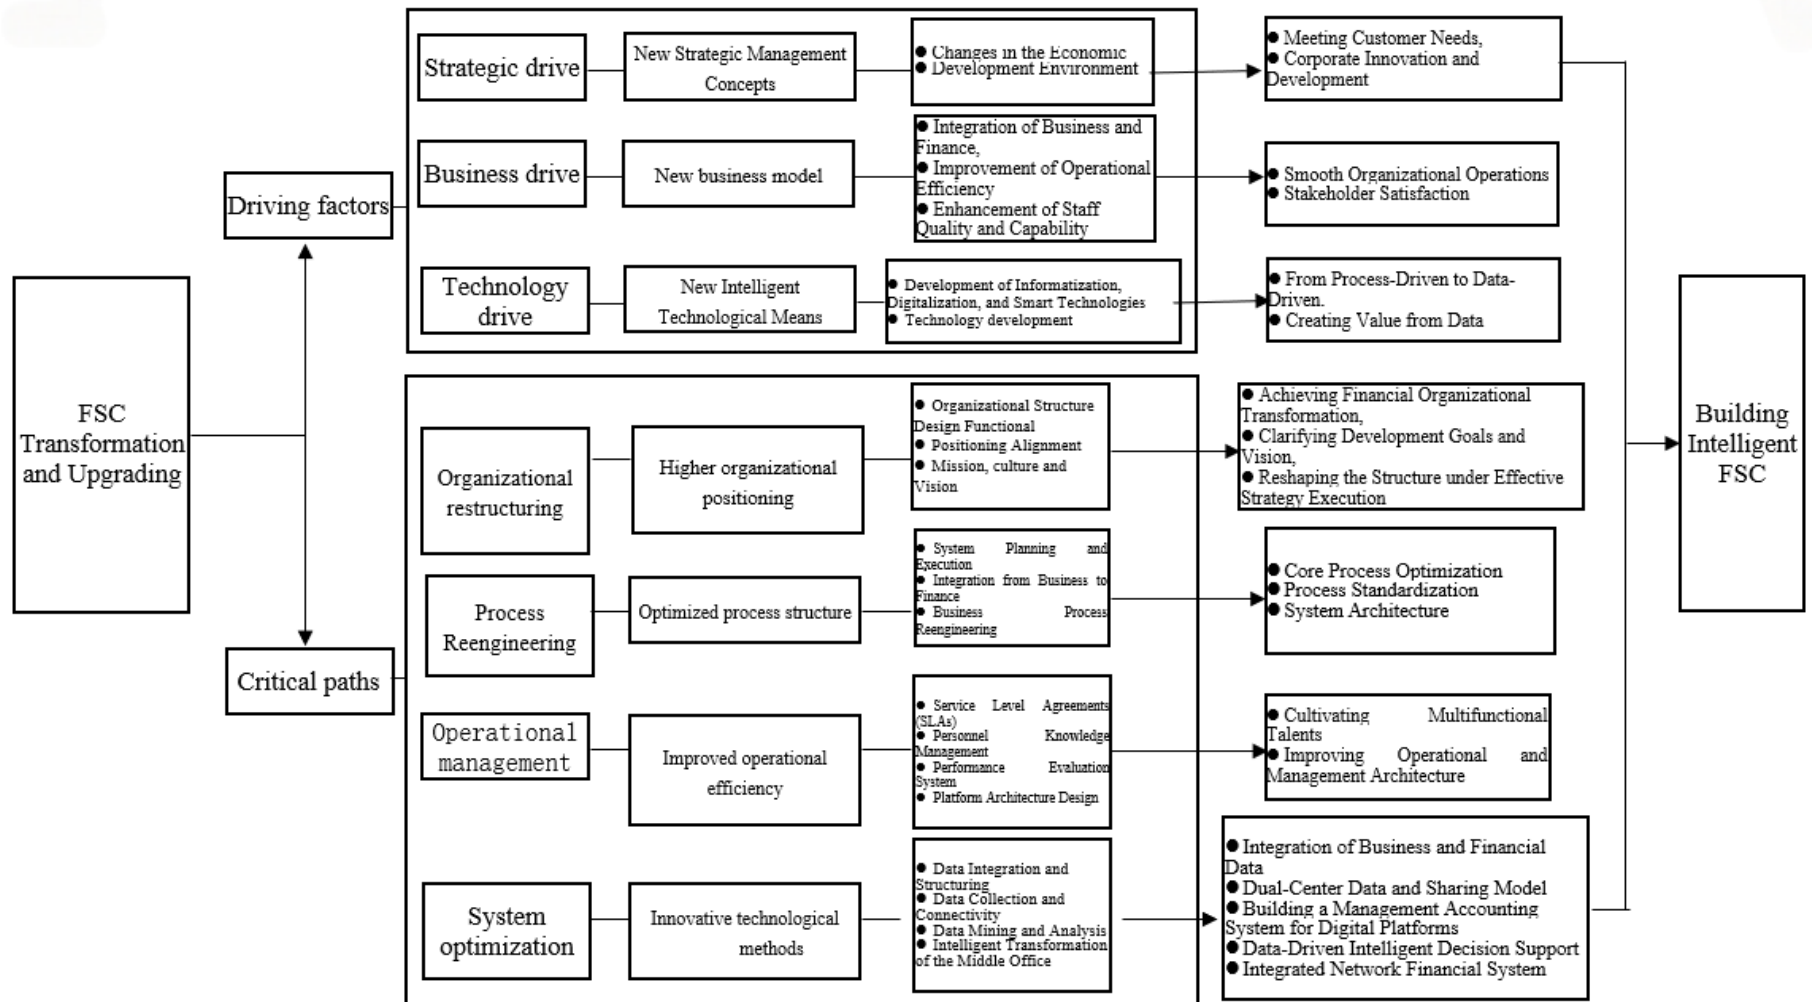 FSC
Transformation
and Upgrading
Driving factors
Critical paths
Strategic drive
New Strategic Management
Concepts
● Changes in the Economic
● Development Environment
● Meeting Customer Needs,
● Corporate Innovation and
Development
Business drive
New business model
● Integration of Business and
Finance,
● Improvement of Operational
Efficiency
● Enhancement of Staff
Quality and Capability
● Smooth Organizational Operations
● Stakeholder Satisfaction
Technology
drive
New Intelligent
Technological Means
● Development of Informatization,
Digitalization, and Smart Technologies
● Technology development
● From Process-Driven to Data-
Driven.
● Creating Value from Data
Organizational
restructuring
Higher organizational
positioning
● Organizational Structure
Design Functional
● Positioning Alignment
● Mission, culture and
Vision
● Achieving Financial Organizational
Transformation,
● Clarifying Development Goals and
Vision,
● Reshaping the Structure under Effective
Strategy Execution
Process
Reengineering
Optimized process structure
● System Planning and
Execution
● Integration from Business to
Finance
● Business Process
Reengineering
● Core Process Optimization
● Process Standardization
● System Architecture
Operational
management
Improved operational
efficiency
● Service Level Agreements
(SLAs)
● Personnel Knowledge
Management
● Performance Evaluation
System
● Platform Architecture Design
● Cultivating Multifunctional
Talents
● Improving Operational and
Management Architecture
System
optimization
Innovative technological
methods
● Data Integration and
Structuring
● Data Collection and
Connectivity
● Data Mining and Analysis
● Intelligent Transformation
of the Middle Office
● Integration of Business and Financial
Data
● Dual-Center Data and Sharing Model
● Building a Management Accounting
System for Digital Platforms
● Data-Driven Intelligent Decision Support
● Integrated Network Financial System
Building
Intelligent
FSC